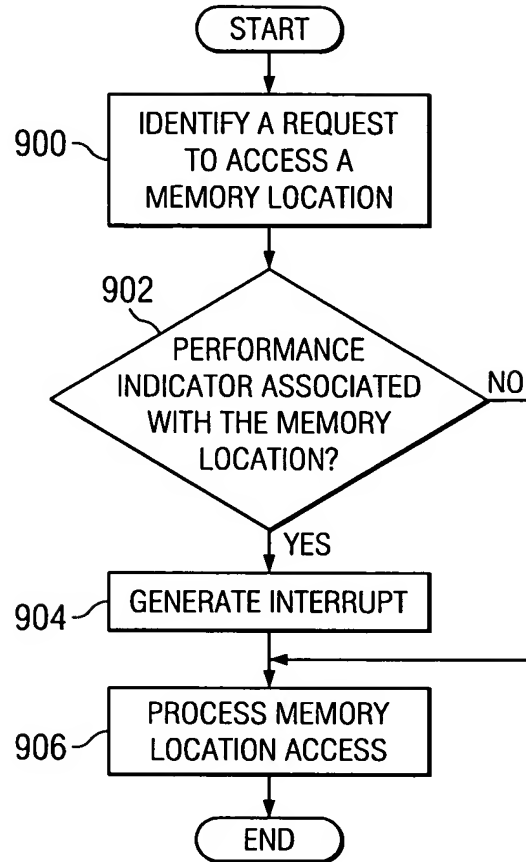 START
900
IDENTIFY A REQUEST
TO ACCESS A
MEMORY LOCATION
902
PERFORMANCE
INDICATOR ASSOCIATED
WITH THE MEMORY
LOCATION?
NO
YES
904
GENERATE INTERRUPT
906
PROCESS MEMORY
LOCATION ACCESS
END